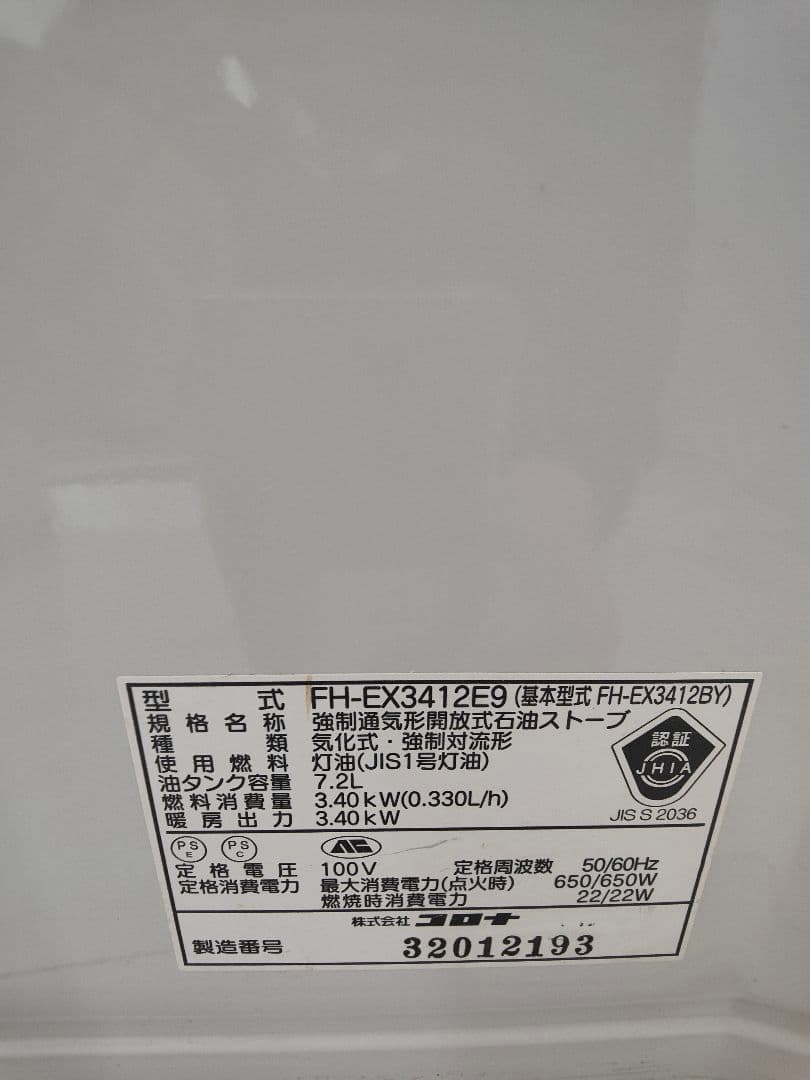 型式 FH-EX3412E9 (基本型式 FH-EX3412BY)
規格名称 強制通気形開放式石油ストーブ
種類 気化式・強制対流形
使用燃料 灯油(JIS1号灯油)
油タンク容量 7.2L
燃料消費量 3.40kW(0.330L/h)
暖房出力 3.40kW
認証
JHIA
JIS S 2036
PS E PS C
定格電圧 100V 定格周波数 50/60Hz
定格消費電力 最大消費電力(点火時) 650/650W
燃焼時消費電力 22/22W
株式会社 コロナ
製造番号 32012193